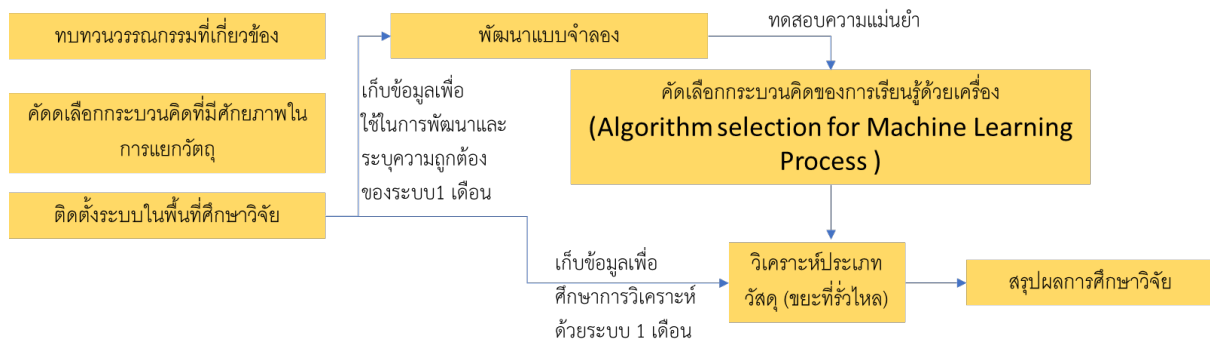 ทบทวนวรรณกรรมที่เกี่ยวข้อง
คัดดเลือกกระบวนคิดที่มีศักยภาพใน
การแยกวัตถุ
ติดตั้งระบบในพื้นที่ศึกษาวิจัย
เก็บข้อมูลเพื่อ
ใช้ในการพัฒนาและ
ระบุความถูกต้อง
ของระบบ1 เดือน
พัฒนาแบบจำลอง
ทดสอบความแม่นยำ
คัดเลือกกระบวนคิดของการเรียนรู้ด้วยเครื่อง
(Algorithm selection for Machine Learning
Process )
เก็บข้อมูลเพื่อ
ศึกษาการวิเคราะห์
ด้วยระบบ 1 เดือน
วิเคราะห์ประเภท
วัสดุ (ขยะที่รั่วไหล)
สรุปผลการศึกษาวิจัย